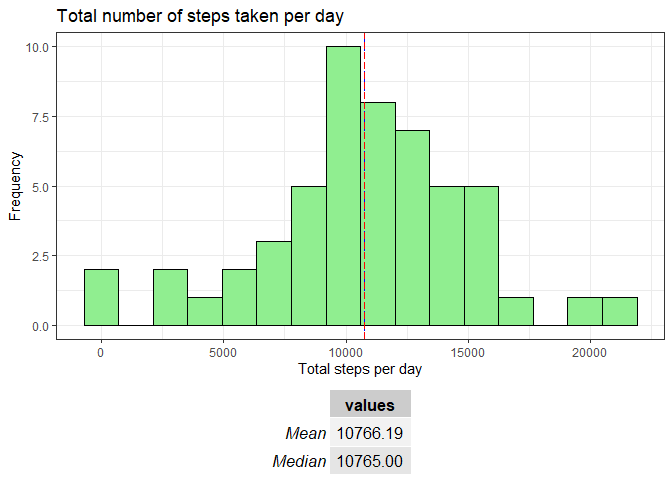 Total number of steps taken per day
10.0
7.5
5.0
2.5
0.0
Frequency
0 5000 10000 15000 20000
Total steps per day
values
Mean 10766.19
Median 10765.00